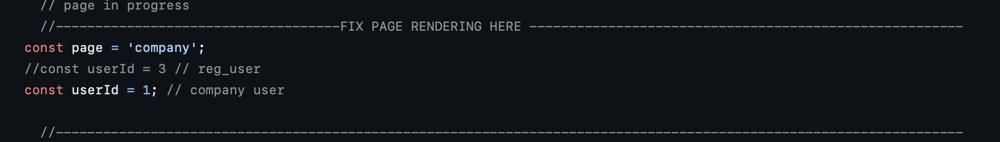 // page in progress
//————————————————————————————————————FIX PAGE RENDERING HERE ———————————————————————————————————————————————————————
const page = 'company';
//const userId = 3 // reg_user
const userId = 1; // company user
//———————————————————————————————————————————————————————————————————————————————————————————————————————————————————